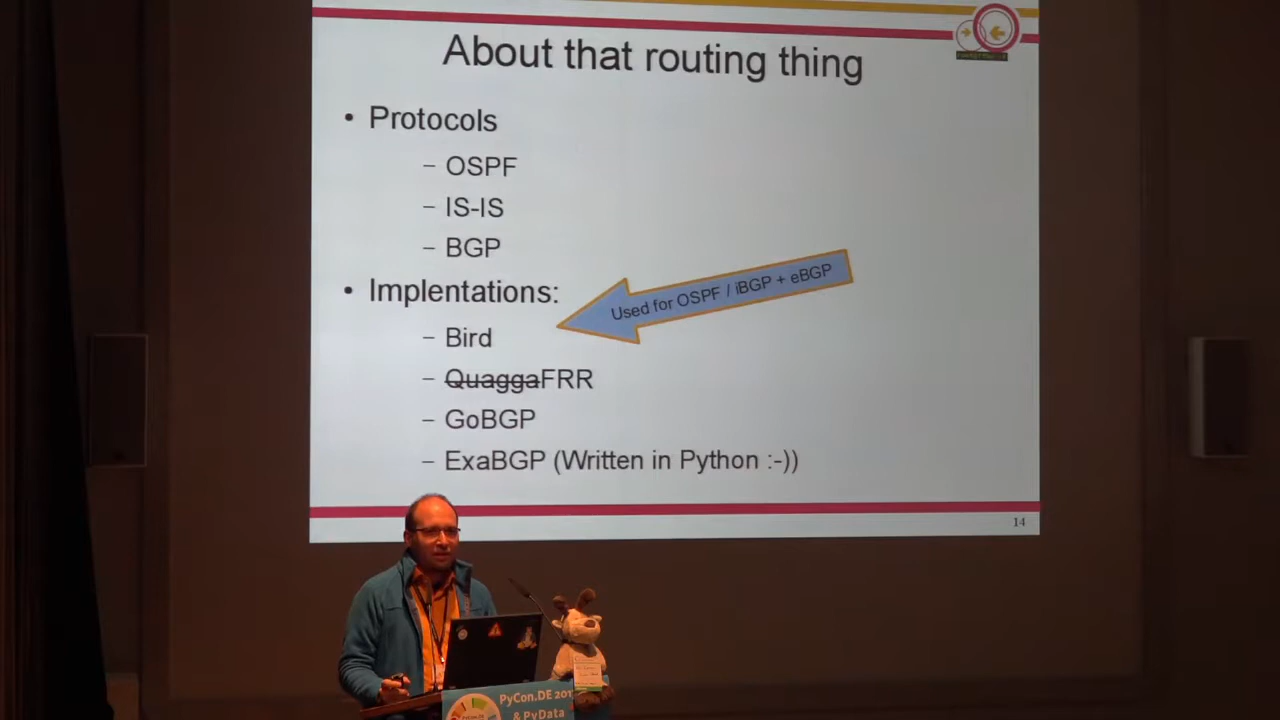 About that routing thing
• Protocols
– OSPF
– IS-IS
– BGP
• Implentations:
Used for OSPF / iBGP + eBGP
– Bird
– QuaggaFRR
– GoBGP
– ExaBGP (Written in Python :-))
14
PyCon.DE 201
& PyData